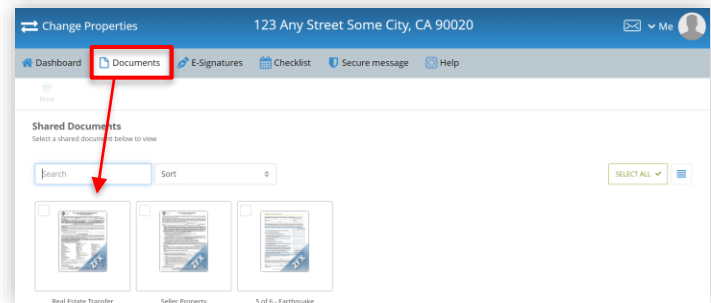 Change Properties
123 Any Street Some City, CA 90020
Me
Dashboard
Documents
E-Signatures
Checklist
Secure message
Help
Print
Shared Documents
Select a shared document below to view
Search
Sort
SELECT ALL
ZFX
ZFX
ZFX
Real Estate Transfer
Seller Property
5 of 6 - Earthquake